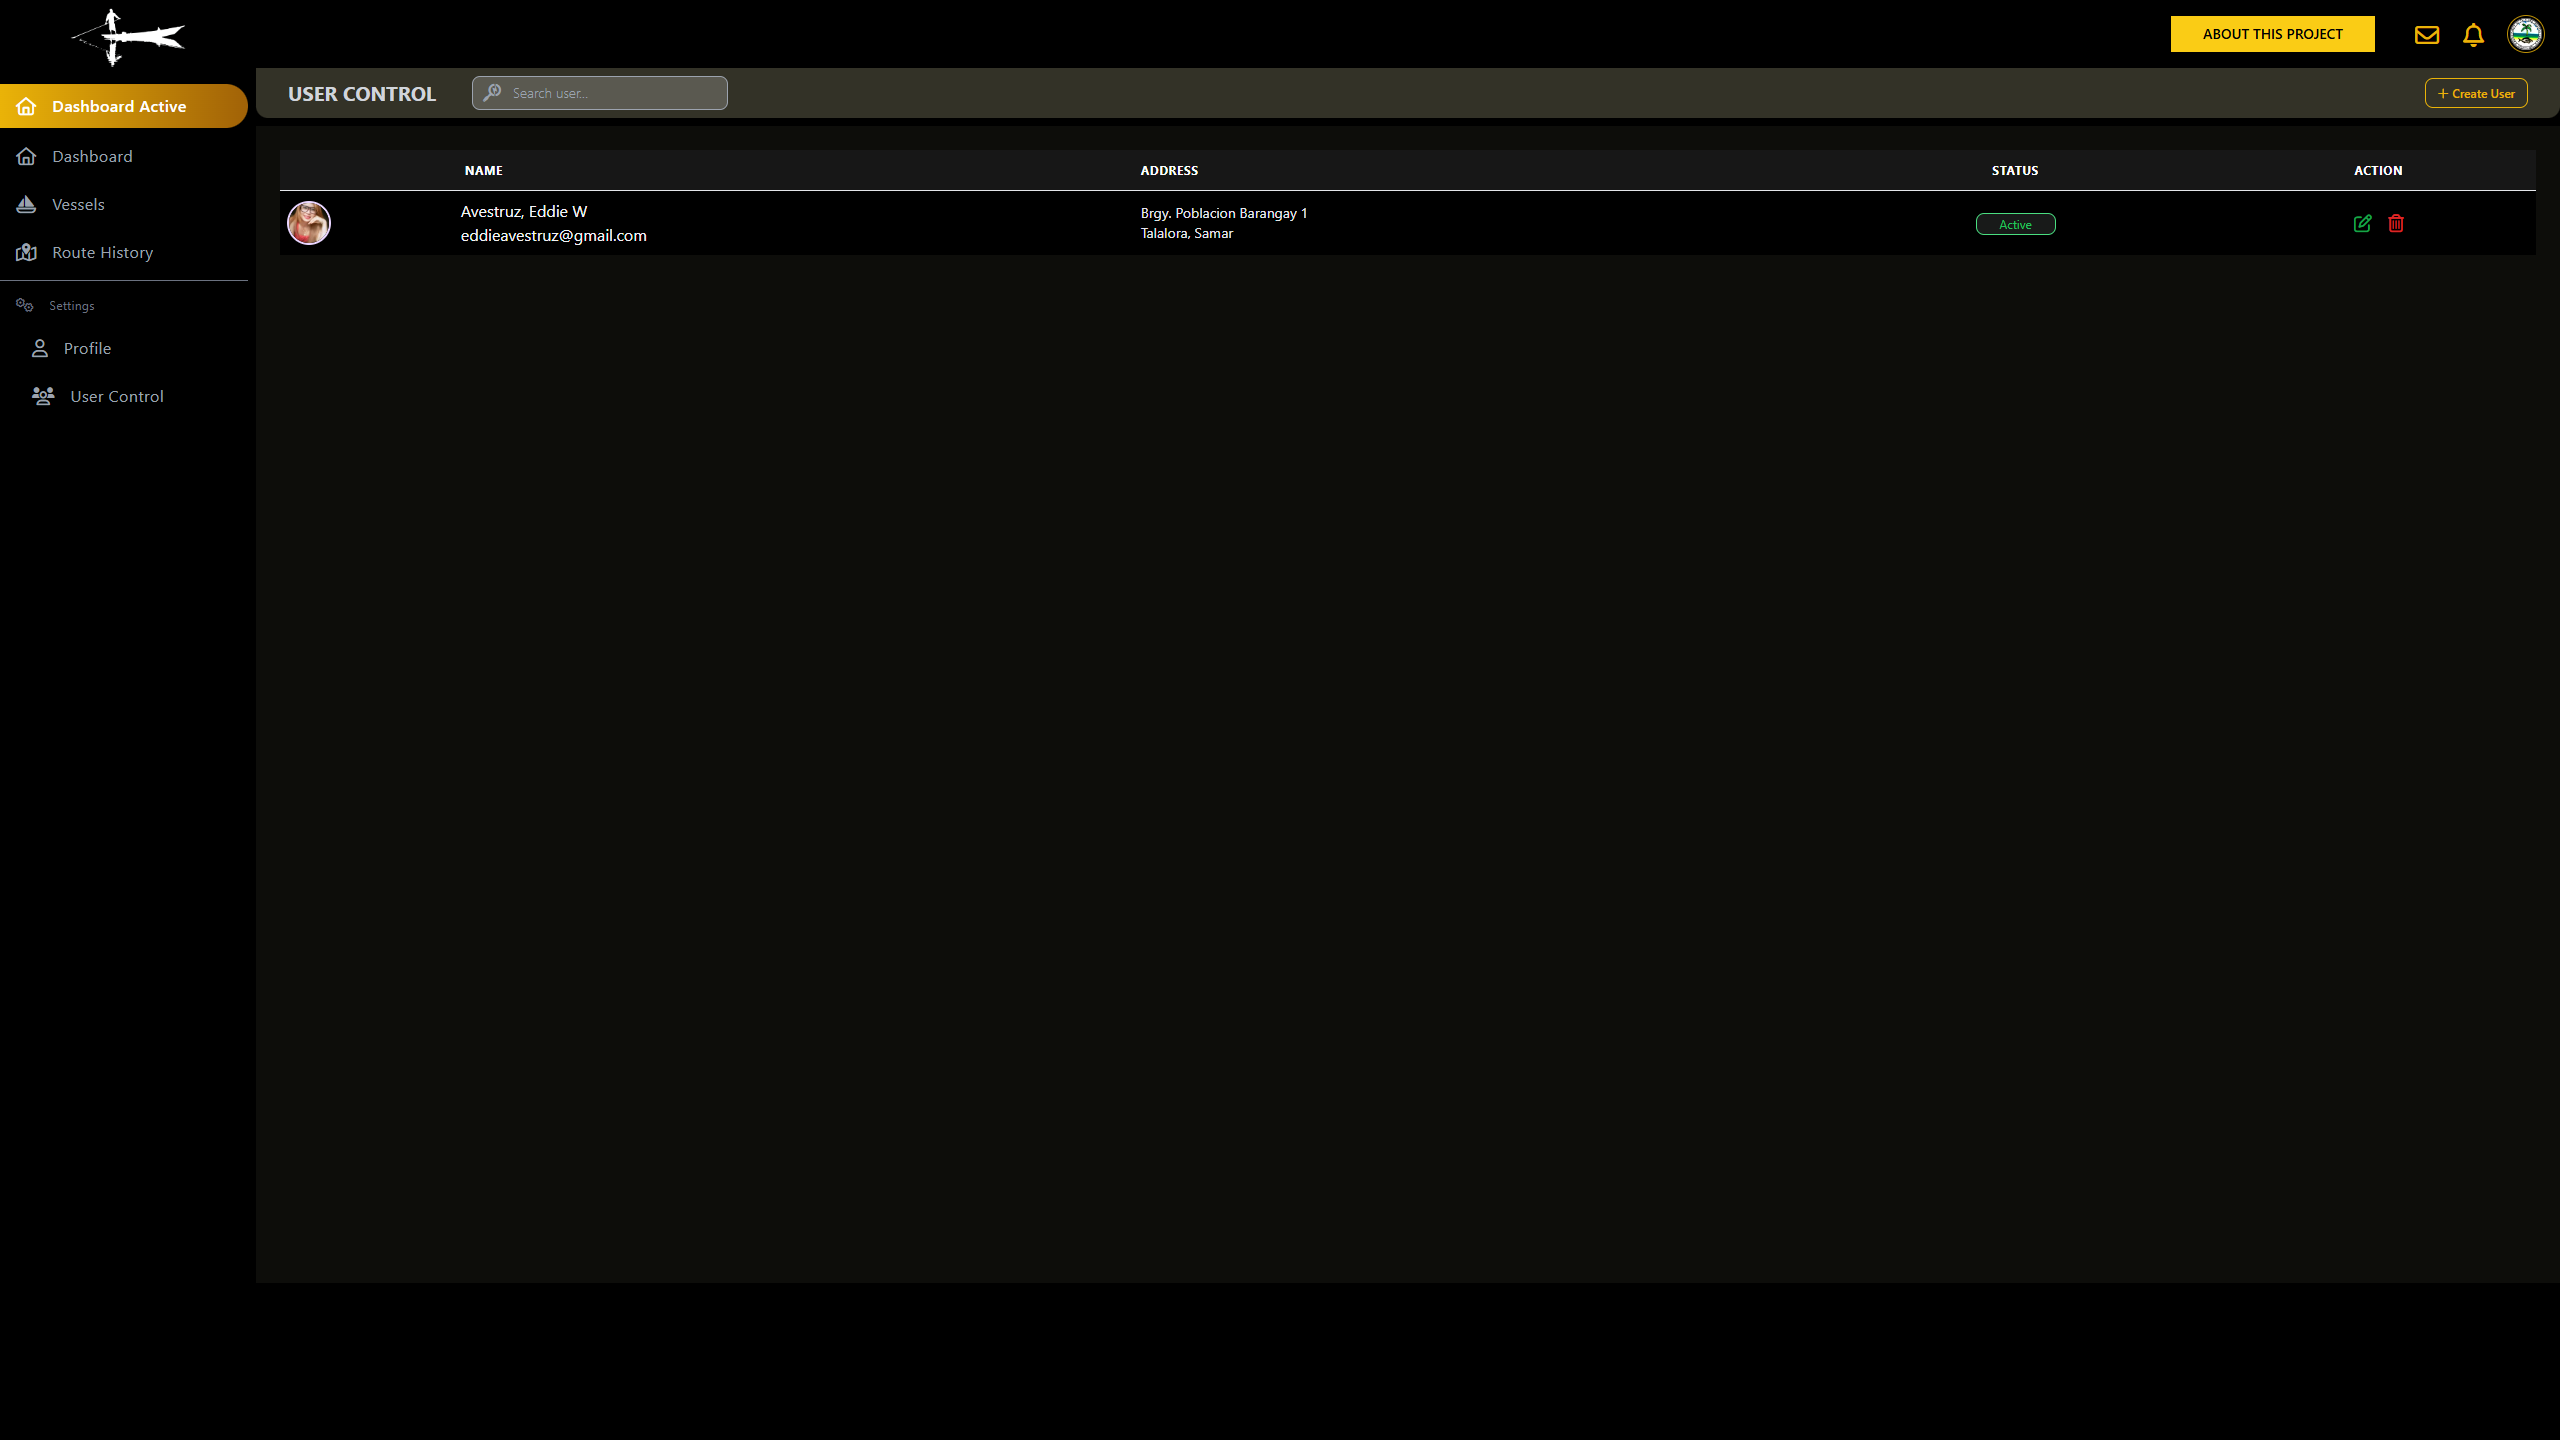 ABOUT THIS PROJECT
Dashboard Active
Dashboard
Vessels
Route History
Settings
Profile
User Control
USER CONTROL
Search user...
+ Create User
NAME ADDRESS STATUS ACTION
Avestruz, Eddie W
eddieavestruz@gmail.com
Brgy. Poblacion Barangay 1
Talalora, Samar
Active